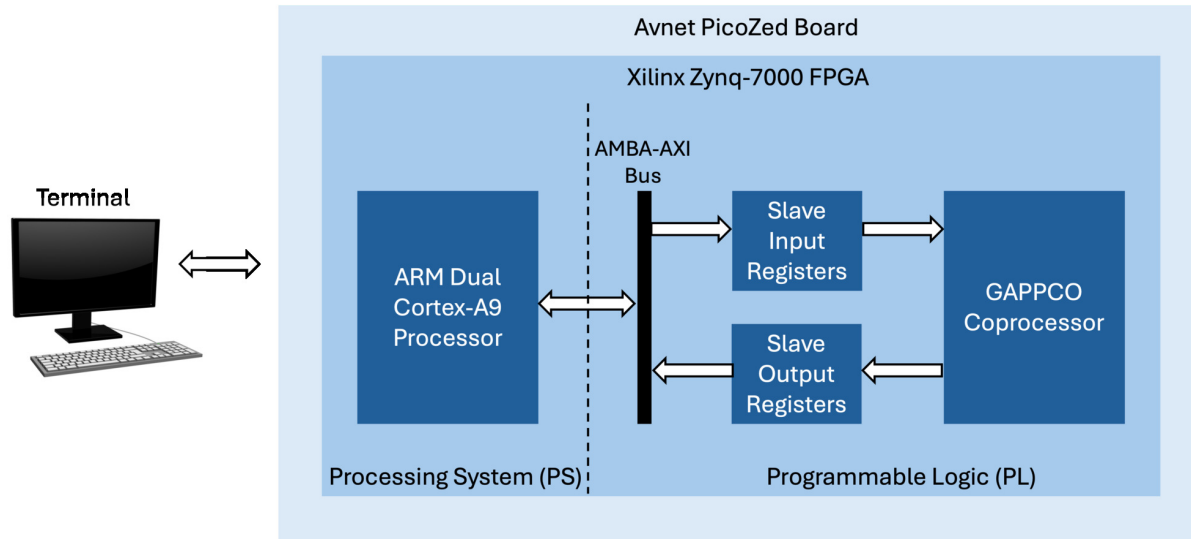 Avnet PicoZed Board
Xilinx Zynq-7000 FPGA
AMBA-AXI
Bus
Terminal
ARM Dual
Cortex-A9
Processor
Slave
Input
Registers
GAPPCO
Coprocessor
Slave
Output
Registers
Processing System (PS)
Programmable Logic (PL)